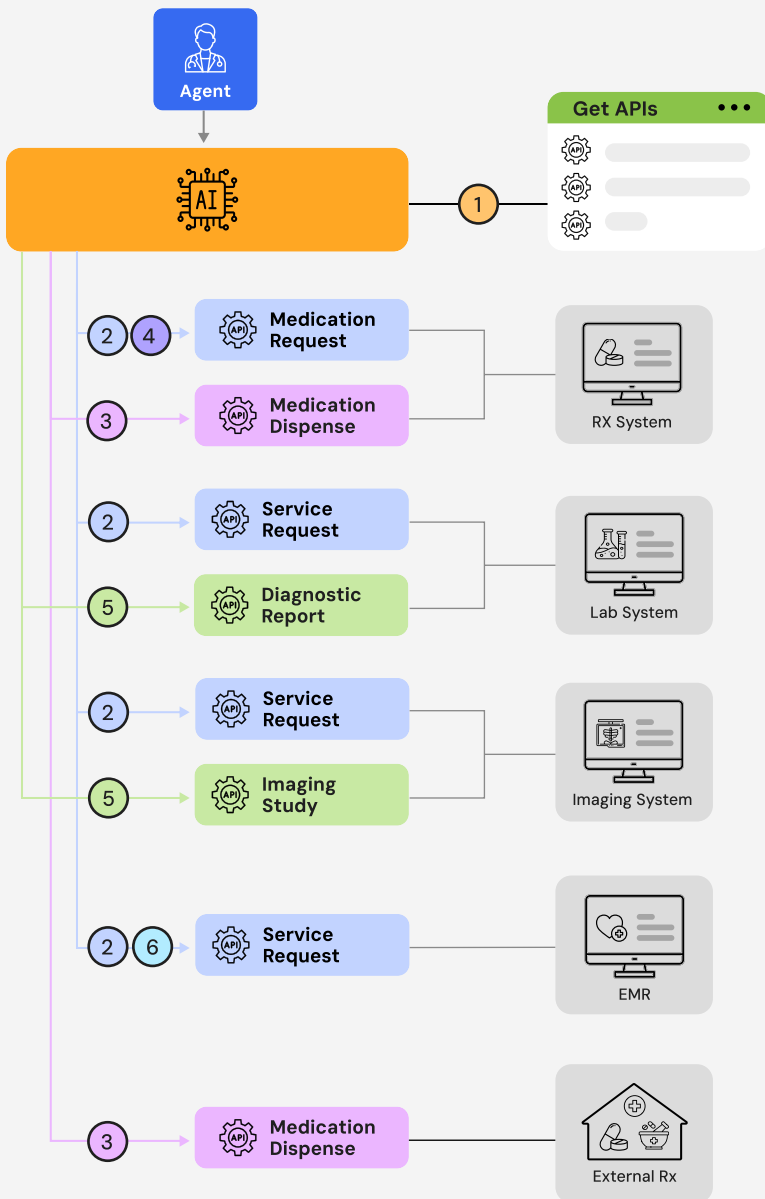 Agent
Get APIs
API
API
API
AI
1
2
4
API
Medication
Request
3
API
Medication
Dispense
RX System
2
API
Service
Request
5
API
Diagnostic
Report
Lab System
2
API
Service
Request
5
API
Imaging
Study
Imaging System
2
6
API
Service
Request
EMR
3
API
Medication
Dispense
External Rx